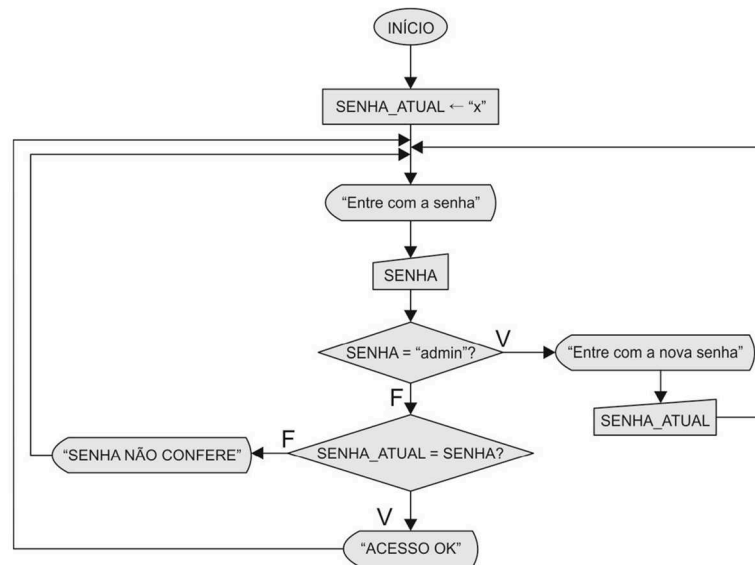 INÍCIO
SENHA_ATUAL ← “x”
“Entre com a senha”
SENHA
SENHA = “admin”?
V
“Entre com a nova senha”
F
SENHA_ATUAL
SENHA_ATUAL = SENHA?
F
“SENHA NÃO CONFERE”
V
“ACESSO OK”